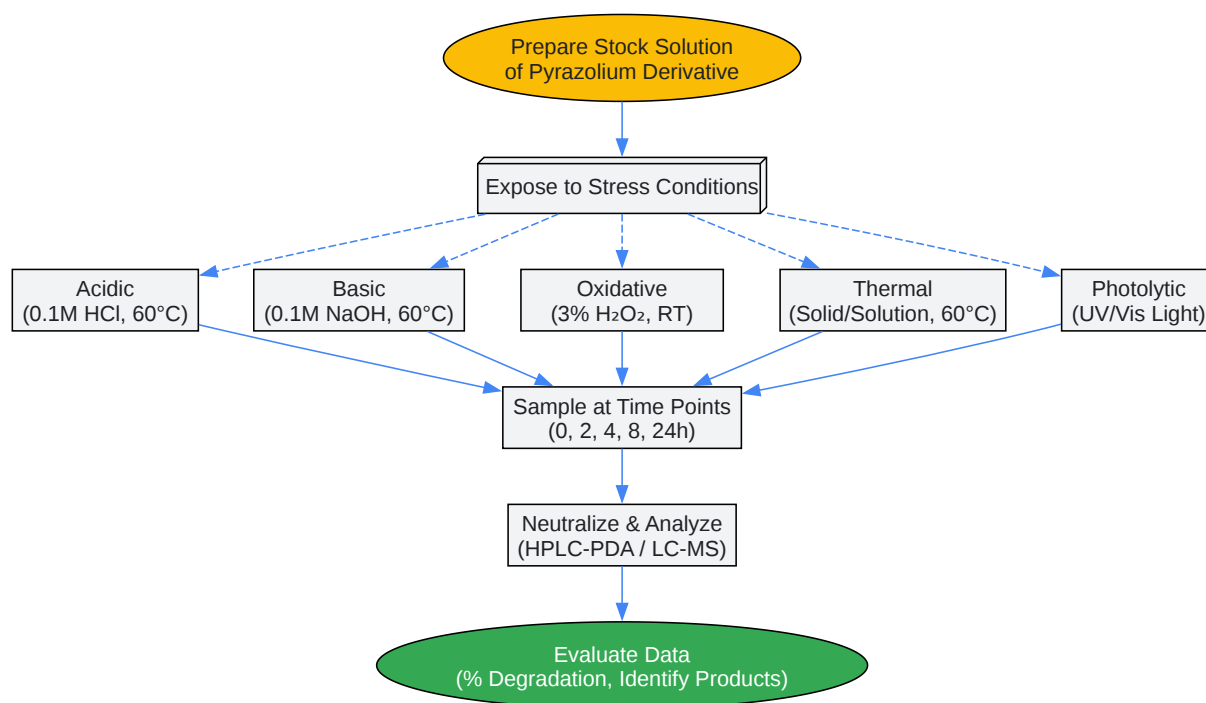 Prepare Stock Solution
of Pyrazolium Derivative
Expose to Stress Conditions
Acidic
(0.1M HCl, 60°C)
Basic
(0.1M NaOH, 60°C)
Oxidative
(3% H₂O₂, RT)
Thermal
(Solid/Solution, 60°C)
Photolytic
(UV/Vis Light)
Sample at Time Points
(0, 2, 4, 8, 24h)
Neutralize & Analyze
(HPLC-PDA / LC-MS)
Evaluate Data
(% Degradation, Identify Products)